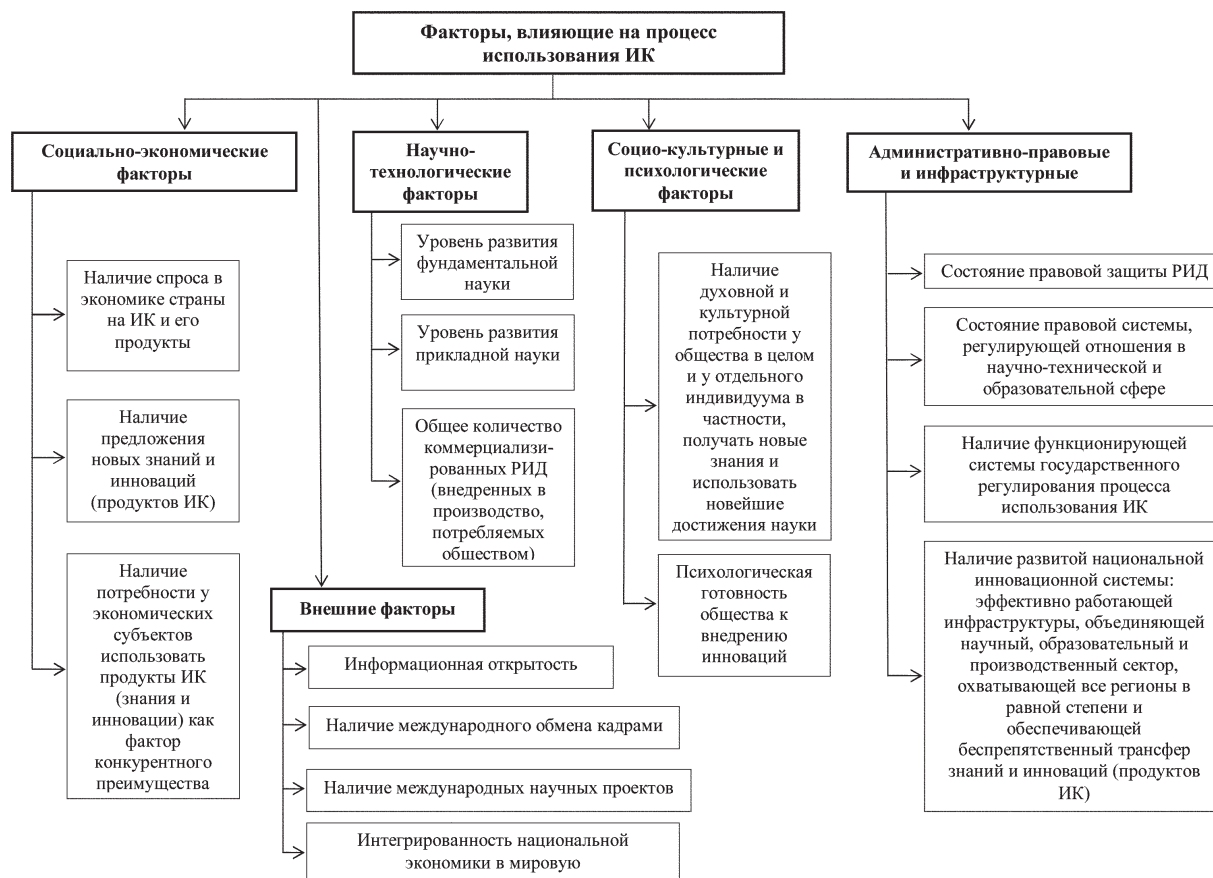 Факторы, влияющие на процесс
использования ИК
Социально-экономические
факторы
Наличие спроса в
экономике страны
на ИК и его
продукты
Наличие
предложения
новых знаний и
инноваций
(продуктов ИК)
Наличие
потребности у
экономических
субъектов
использовать
продукты ИК
(знания и
инновации) как
фактор
конкурентного
преимущества
Внешние факторы
Информационная открытость
Наличие международного обмена кадрами
Наличие международных научных проектов
Интегрированность национальной
экономики в мировую
Научно-
технологические
факторы
Уровень развития
фундаментальной
науки
Уровень развития
прикладной науки
Общее количество
коммерциализи-
рованных РИД
(внедренных в
производство,
потребляемых
обществом)
Социо-культурные и
психологические
факторы
Наличие
духовной и
культурной
потребности у
общества в целом
и у отдельного
индивидуума в
частности,
получать новые
знания и
использовать
новейшие
достижения науки
Психологическая
готовность
общества к
внедрению
инноваций
Административно-правовые
и инфраструктурные
Состояние правовой защиты РИД
Состояние правовой системы,
регулирующей отношения в
научно-технической и
образовательной сфере
Наличие функционирующей
системы государственного
регулирования процесса
использования ИК
Наличие развитой национальной
инновационной системы:
эффективно работающей
инфраструктуры, объединяющей
научный, образовательный и
производственный сектор,
охватывающей все регионы в
равной степени и
обеспечивающей
беспрепятственный трансфер
знаний и инноваций (продуктов
ИК)